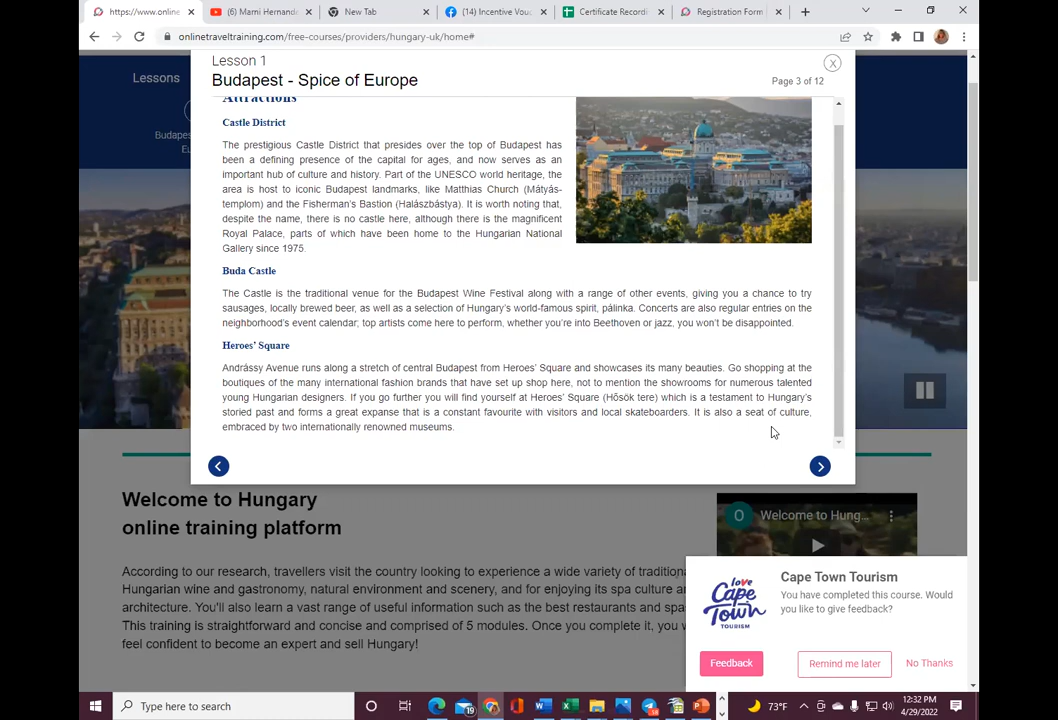 https://www.online
(6) Marni Hernande
New Tab
(14) Incentive Vou
Certificate Recordi
Registration Form
onlinetraveltraining.com/free-courses/providers/hungary-uk/home#
Lessons
Lesson 1
Budapest - Spice of Europe
Page 3 of 12
X
Attractions
Castle District
The prestigious Castle District that presides over the top of Budapest has
been a defining presence of the capital for ages, and now serves as an
important hub of culture and history. Part of the UNESCO world heritage, the
area is host to iconic Budapest landmarks, like Matthias Church (Mátyás-
templom) and the Fisherman's Bastion (Halászbástya). It is worth noting that,
despite the name, there is no castle here, although there is the magnificent
Royal Palace, parts of which have been home to the Hungarian National
Gallery since 1975.
Buda Castle
The Castle is the traditional venue for the Budapest Wine Festival along with a range of other events, giving you a chance to try
sausages, locally brewed beer, as well as a selection of Hungary's world-famous spirit, pálinka. Concerts are also regular entries on the
neighborhood's event calendar; top artists come here to perform, whether you're into Beethoven or jazz, you won't be disappointed.
Heroes' Square
Andrássy Avenue runs along a stretch of central Budapest from Heroes' Square and showcases its many beauties. Go shopping at the
boutiques of the many international fashion brands that have set up shop here, not to mention the showrooms for numerous talented
young Hungarian designers. If you go further you will find yourself at Heroes' Square (Hősök tere) which is a testament to Hungary's
storied past and forms a great expanse that is a constant favourite with visitors and local skateboarders. It is also a seat of culture,
embraced by two internationally renowned museums.
Budapes
Eu
Welcome to Hungary
online training platform
O Welcome to Hung...
According to our research, travellers visit the country looking to experience a wide variety of traditiona
Hungarian wine and gastronomy, natural environment and scenery, and for enjoying its spa culture an
architecture. You'll also learn a vast range of useful information such as the best restaurants and spa
This training is straightforward and concise and comprised of 5 modules. Once you complete it, you w
feel confident to become an expert and sell Hungary!
love
Cape
Town
TOURISM
Cape Town Tourism
You have completed this course. Would
you like to give feedback?
Feedback
Remind me later
No Thanks
Type here to search
19
73°F
12:32 PM
4/29/2022